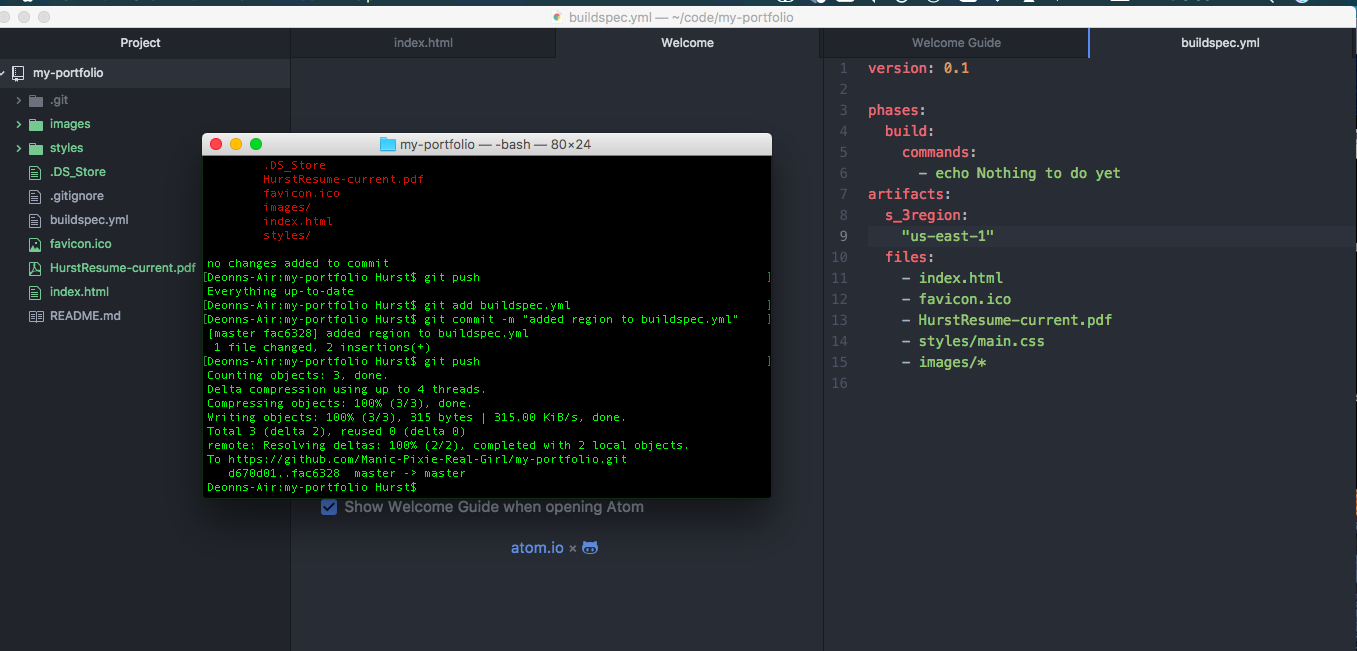 buildspec.yml — ~/code/my-portfolio
Project
index.html
Welcome
Welcome Guide
buildspec.yml
my-portfolio
.git
images
styles
.DS_Store
.gitignore
buildspec.yml
favicon.ico
HurstResume-current.pdf
index.html
README.md
my-portfolio — -bash — 80×24
.DS_Store
HurstResume-current.pdf
favicon.ico
images/
index.html
styles/
no changes added to commit
[Deonns-Air:my-portfolio Hurst$ git push ]
Everything up-to-date
[Deonns-Air:my-portfolio Hurst$ git add buildspec.yml ]
[Deonns-Air:my-portfolio Hurst$ git commit -m "added region to buildspec.yml" ]
[master fac6328] added region to buildspec.yml
1 file changed, 2 insertions(+)
[Deonns-Air:my-portfolio Hurst$ git push ]
Counting objects: 3, done.
Delta compression using up to 4 threads.
Compressing objects: 100% (3/3), done.
Writing objects: 100% (3/3), 315 bytes | 315.00 KiB/s, done.
Total 3 (delta 2), reused 0 (delta 0)
remote: Resolving deltas: 100% (2/2), completed with 2 local objects.
To https://github.com/Manic-Pixie-Real-Girl/my-portfolio.git
d670d01..fac6328 master -> master
Deonns-Air:my-portfolio Hurst$
Show Welcome Guide when opening Atom
atom.io ×
1 version: 0.1
2
3 phases:
4 build:
5 commands:
6 - echo Nothing to do yet
7 artifacts:
8 s_3region:
9 "us-east-1"
10 files:
11 - index.html
12 - favicon.ico
13 - HurstResume-current.pdf
14 - styles/main.css
15 - images/*
16